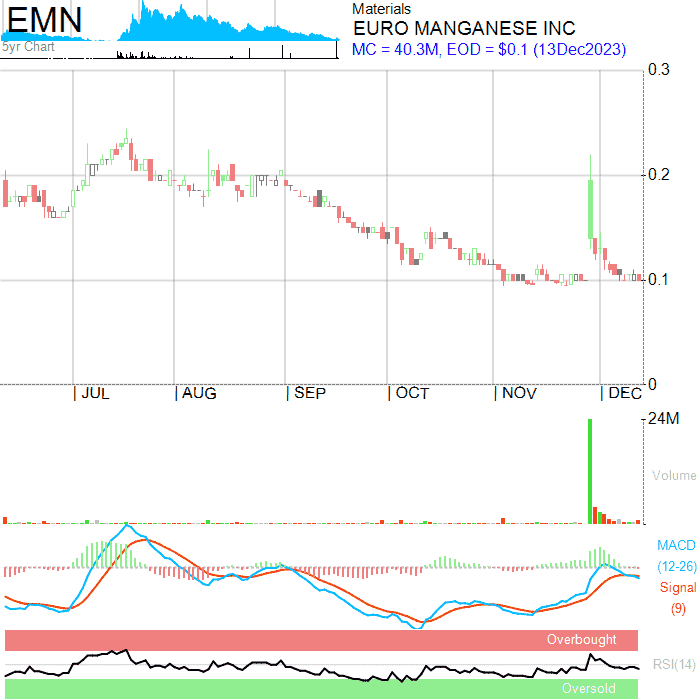 EMN
5yr Chart
Materials
EURO MANGANESE INC
MC = 40.3M, EOD = $0.1 (13Dec2023)
0.3
0.2
0.1
0
| JUL | AUG | SEP | OCT | NOV | DEC
24M
Volume
MACD
(12-26)
Signal
(9)
Overbought
RSI(14)
Oversold